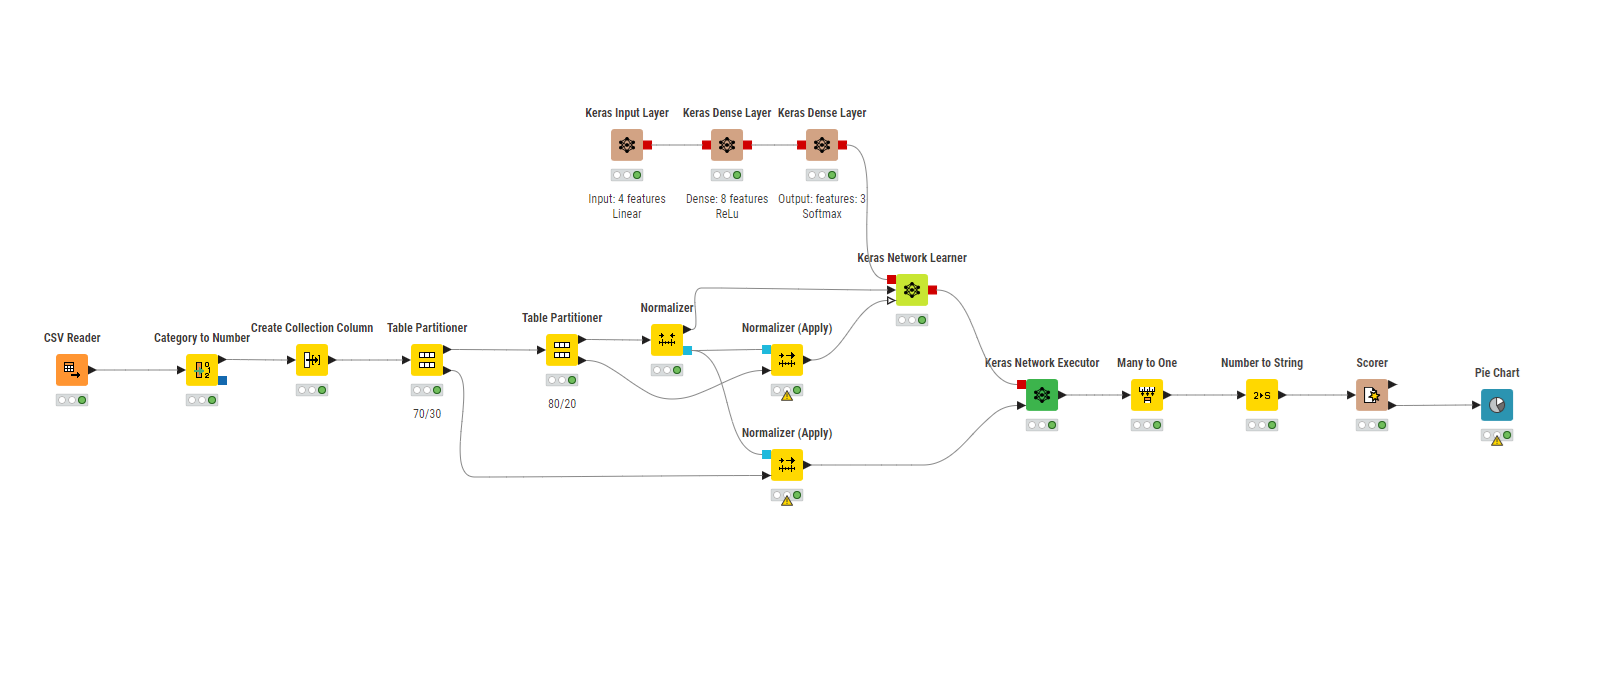 Keras Input Layer
Keras Dense Layer
Keras Dense Layer
Input: 4 features
Linear
Dense: 8 features
ReLu
Output: features: 3
Softmax
Keras Network Learner
CSV Reader
Category to Number
Create Collection Column
Table Partitioner
70/30
Table Partitioner
80/20
Normalizer
Normalizer (Apply)
Normalizer (Apply)
Keras Network Executor
Many to One
Number to String
2▸S
Scorer
Pie Chart